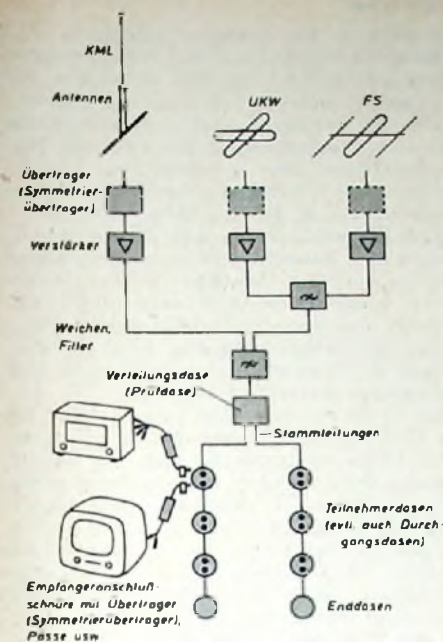 KML
Antennen
UKW
FS
Übertrager
(Symmetrier-
übertrager)
Verstärker
Weichen,
Filter
Verteilungsdose
(Prüfdose)
Stammleitungen
Teilnehmerdosen
(evtl. auch Durch-
gangsdosen)
Empfängeranschluß-
schnüre mit Übertrager
(Symmetrierübertrager),
Pässe usw
Enddosen